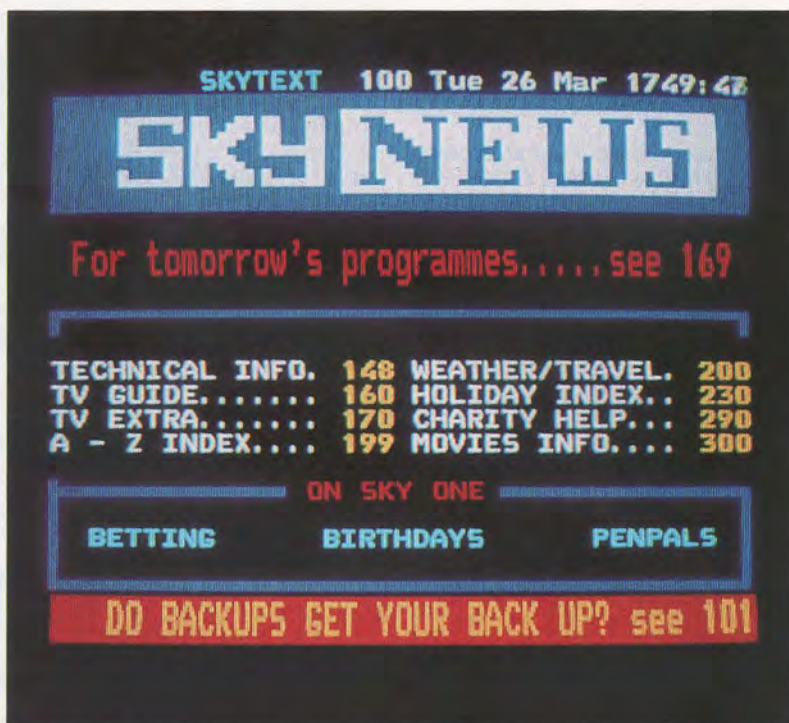 SKYTEXT 100 Tue 26 Mar 1749:
SKY NEWS
For tomorrow's programmes.....see 169
TECHNICAL INFO. 148 WEATHER/TRAVEL. 200
TV GUIDE....... 160 HOLIDAY INDEX.. 230
TV EXTRA....... 170 CHARITY HELP... 290
A - Z INDEX.... 199 MOVIES INFO.... 300
ON SKY ONE
BETTING BIRTHDAYS PENPALS
DO BACKUPS GET YOUR BACK UP? see 101